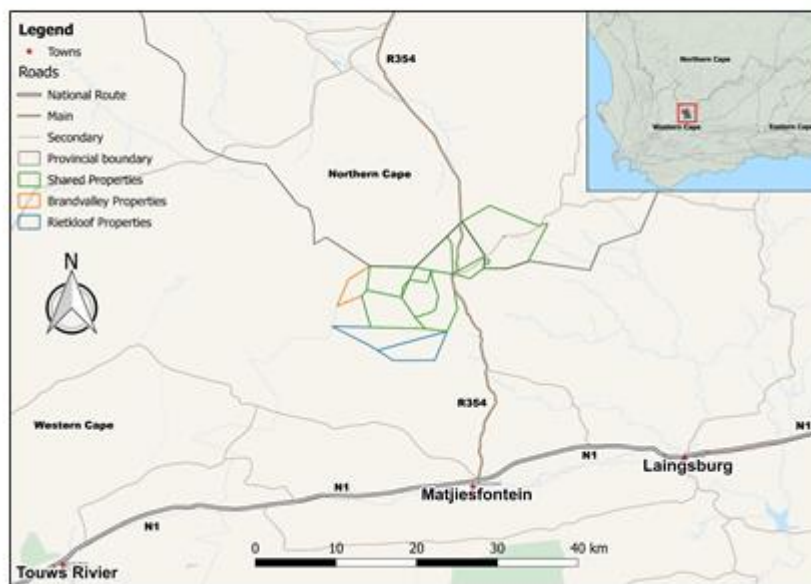 Legend
Towns
Roads
National Route
Main
Secondary
Provincial boundary
Shared Properties
Brandvalley Properties
Rietkloof Properties
N
R354
Northern Cape
Northern Cape
Western Cape
Eastern Cape
Western Cape
R354
N1
N1
Laingsburg
Matjiesfontein
N1
N1
Touws Rivier
0 10 20 30 40 km